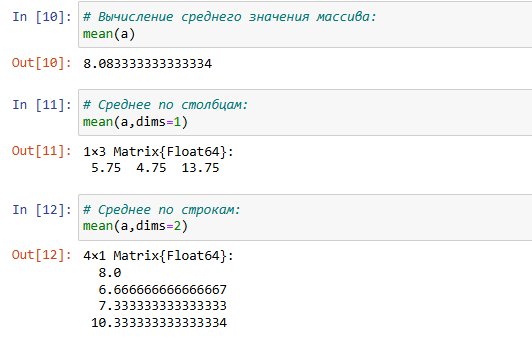 In [10]: # Вычисление среднего значения массива:
mean(a)
Out[10]: 8.083333333333334
In [11]: # Среднее по столбцам:
mean(a,dims=1)
Out[11]: 1×3 Matrix{Float64}:
5.75 4.75 13.75
In [12]: # Среднее по строкам:
mean(a,dims=2)
Out[12]: 4×1 Matrix{Float64}:
8.0
6.666666666666667
7.333333333333333
10.333333333333334